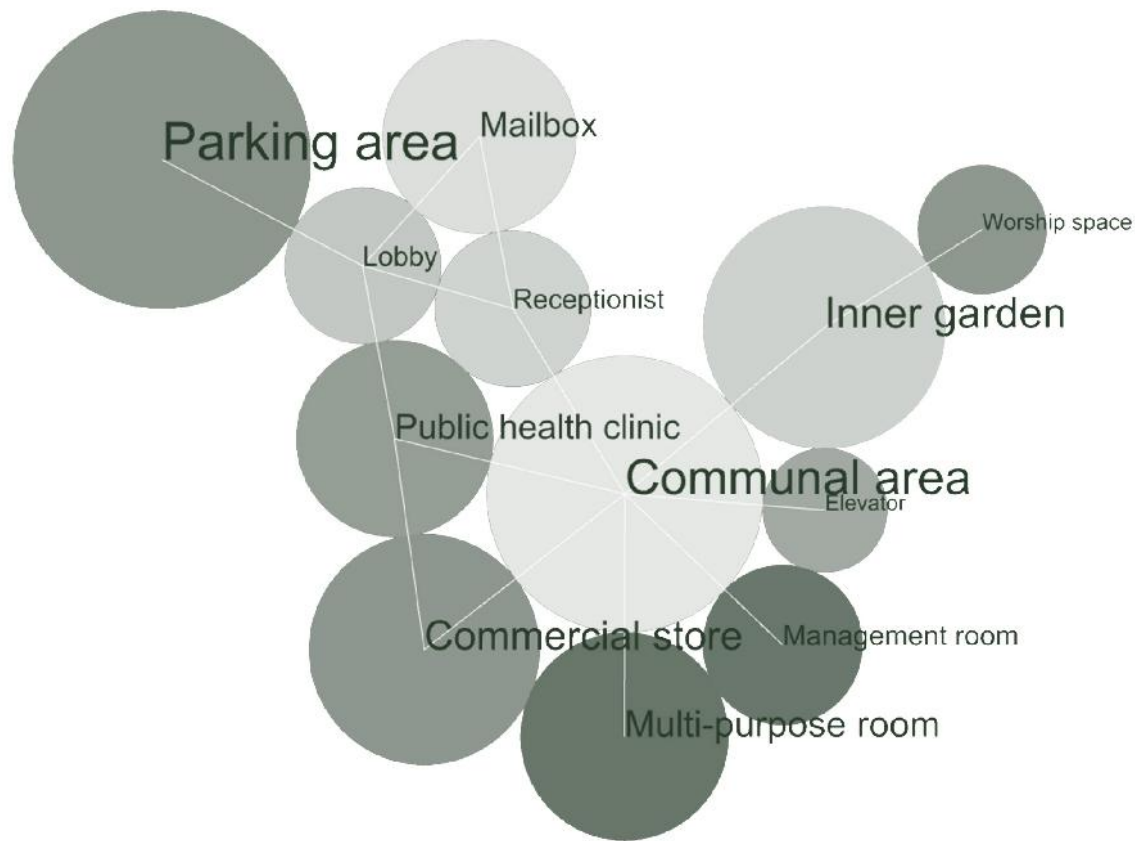 Parking area
Mailbox
Worship space
Lobby
Receptionist
Inner garden
Public health clinic
Communal area
Elevator
Commercial store
Management room
Multi-purpose room